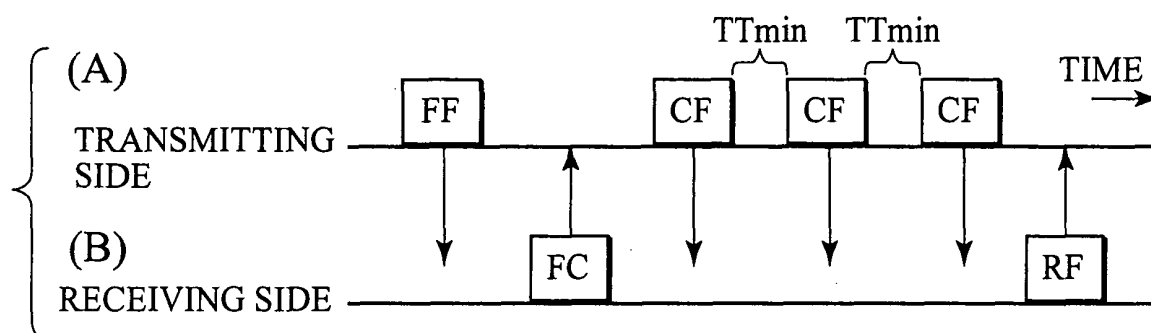 TTmin TTmin
(A)
TIME
FF CF CF CF
TRANSMITTING
SIDE
(B)
FC RF
RECEIVING SIDE